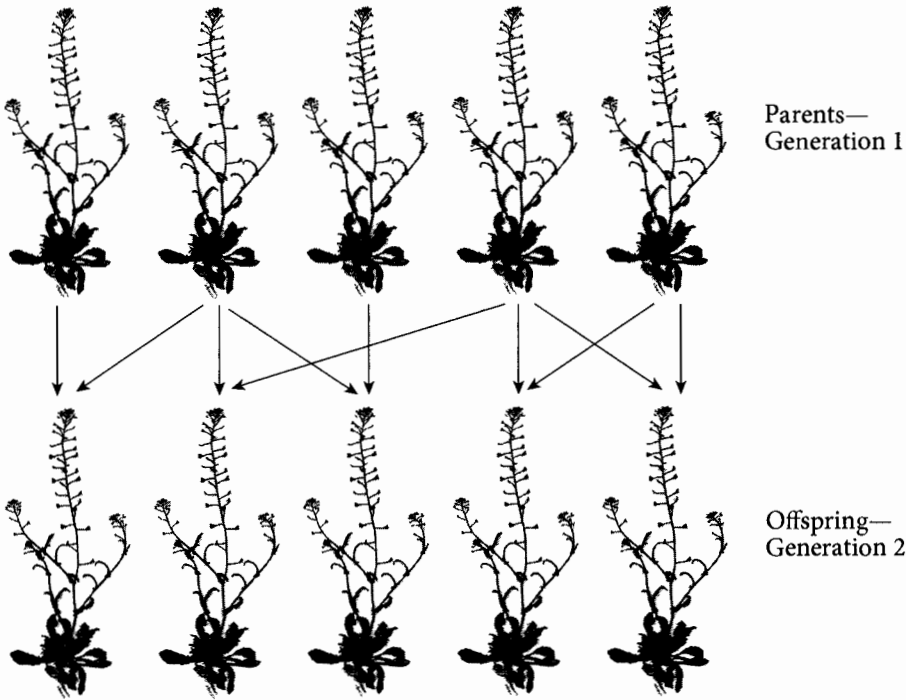 Parents—
Generation 1
Offspring—
Generation 2